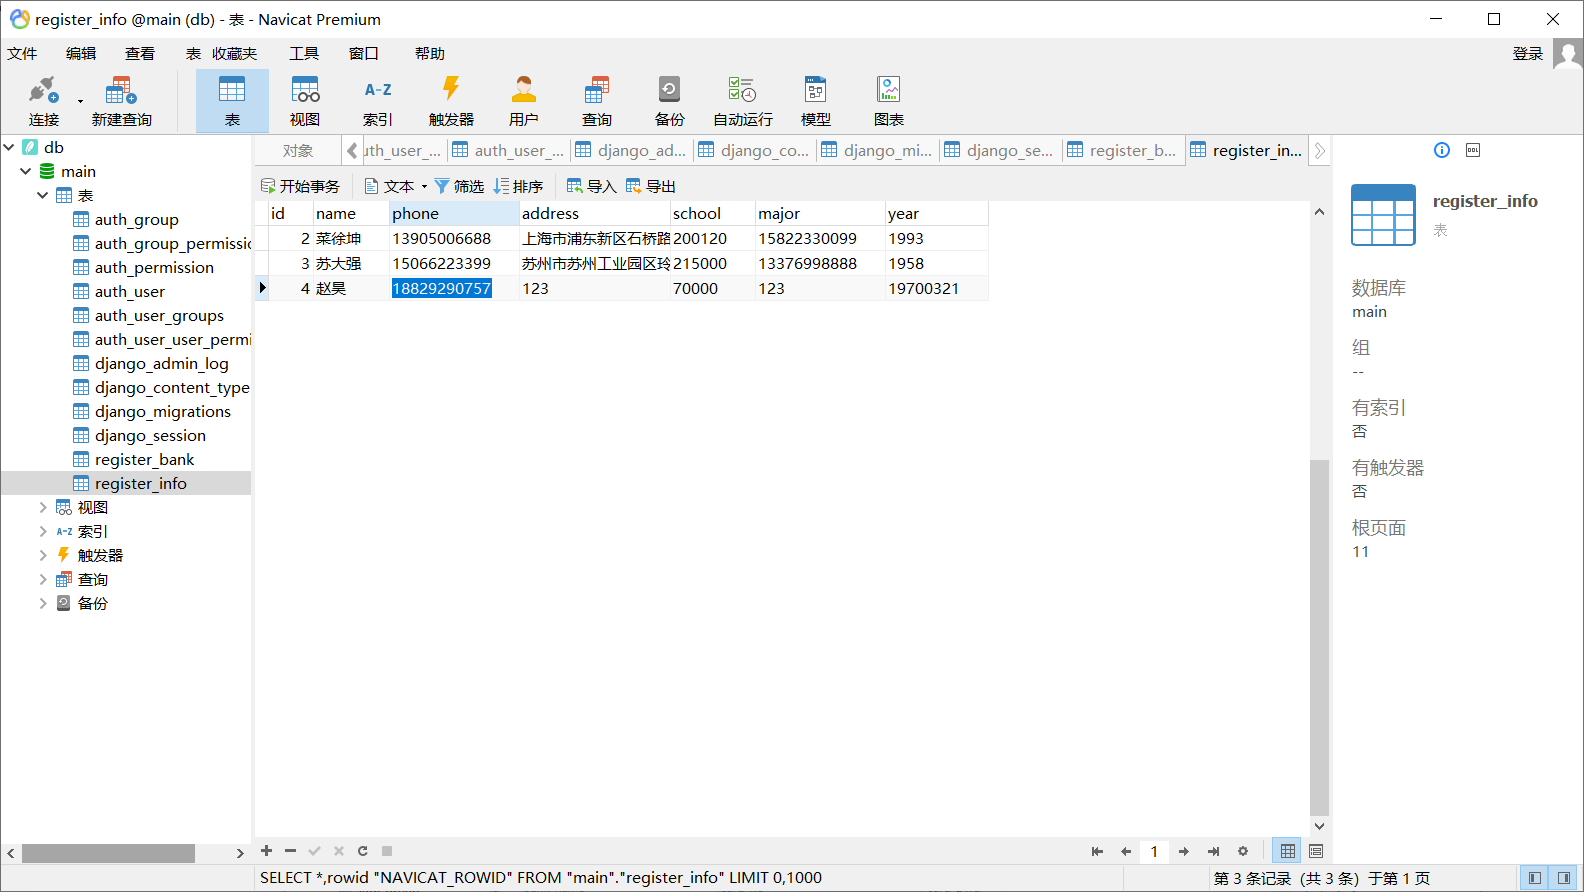 register_info @main (db) - 表 - Navicat Premium
文件 编辑 查看 表 收藏夹 工具 窗口 帮助 登录
连接 新建查询 表 视图 索引 触发器 用户 查询 备份 自动运行 模型 图表
对象 uth_user_... auth_user_... django_ad... django_co... django_mi... django_se... register_b... register_in...
开始事务 文本 筛选 排序 导入 导出
id name phone address school major year
2 菜徐坤 13905006688 上海市浦东新区石桥路 200120 15822330099 1993
3 苏大强 15066223399 苏州市苏州工业园区玲 215000 13376998888 1958
4 赵昊 18829290757 123 70000 123 19700321
db
main
表
auth_group
auth_group_permissic
auth_permission
auth_user
auth_user_groups
auth_user_user_permi
django_admin_log
django_content_type
django_migrations
django_session
register_bank
register_info
视图
A-Z 索引
触发器
查询
备份
DDL
register_info
表
数据库
main
组
--
有索引
否
有触发器
否
根页面
11
1
SELECT *,rowid "NAVICAT_ROWID" FROM "main"."register_info" LIMIT 0,1000
第 3 条记录 (共 3 条) 于第 1 页